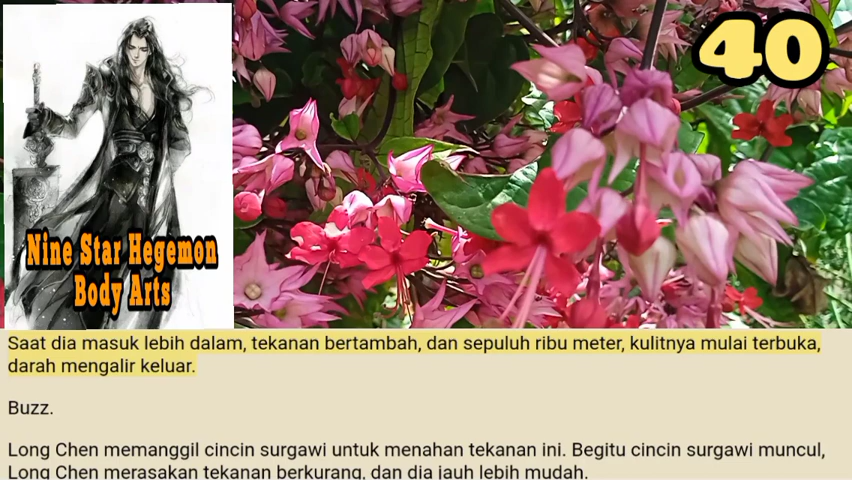 40
Nine Star Hegemon
Body Arts
Saat dia masuk lebih dalam, tekanan bertambah, dan sepuluh ribu meter, kulitnya mulai terbuka,
darah mengalir keluar.
Buzz.
Long Chen memanggil cincin surgawi untuk menahan tekanan ini. Begitu cincin surgawi muncul,
Long Chen merasakan tekanan berkurang, dan dia jauh lebih mudah.